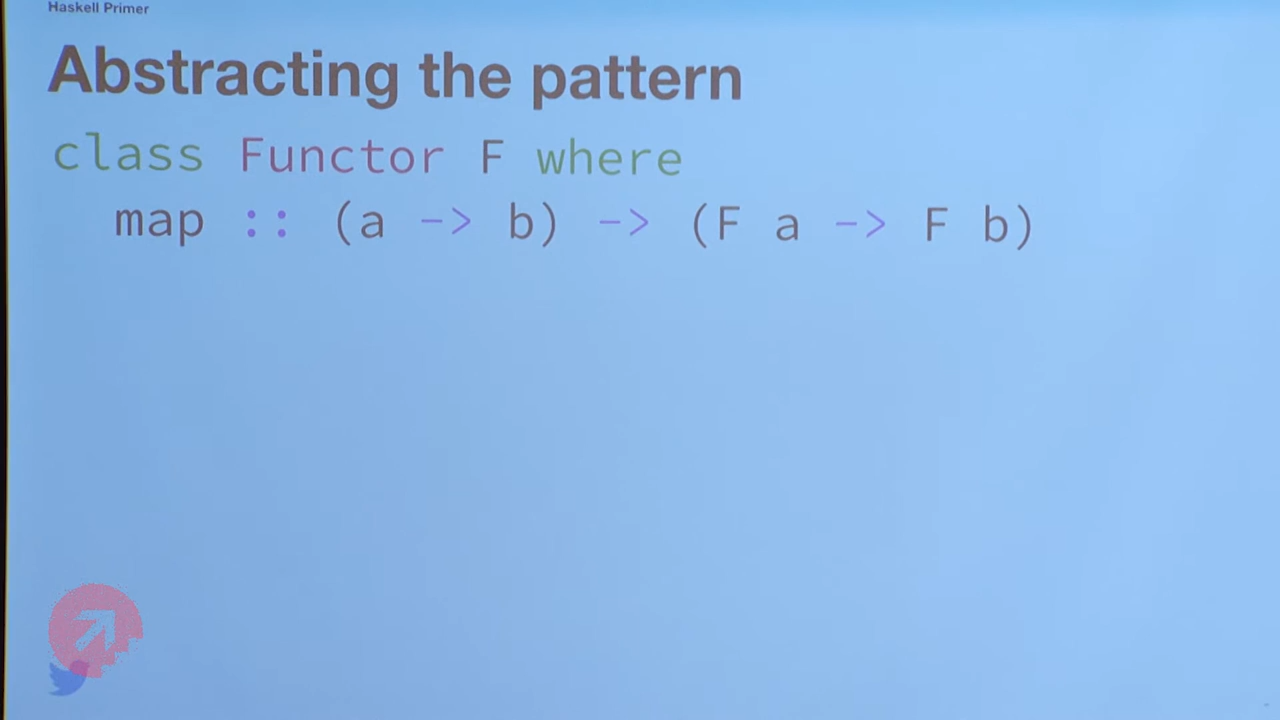 Haskell Primer
Abstracting the pattern
class Functor F where
map :: (a -> b) -> (F a -> F b)